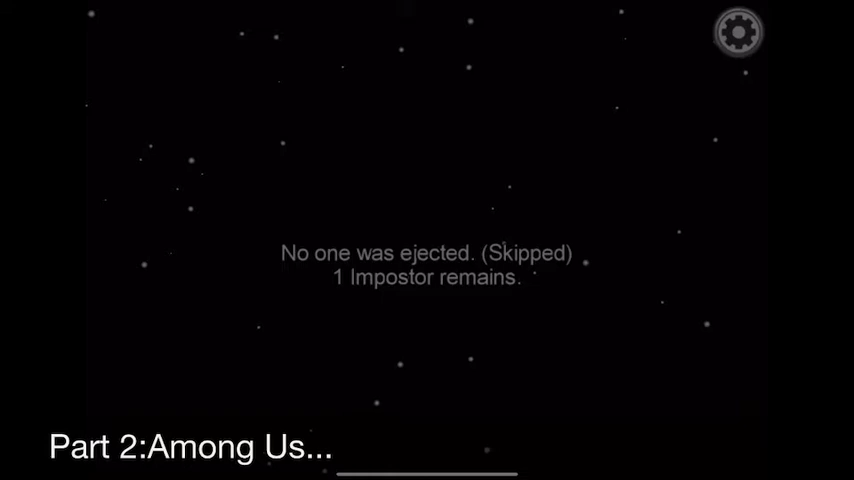 No one was ejected. (Skipped)
1 Impostor remains.
Part 2:Among Us...